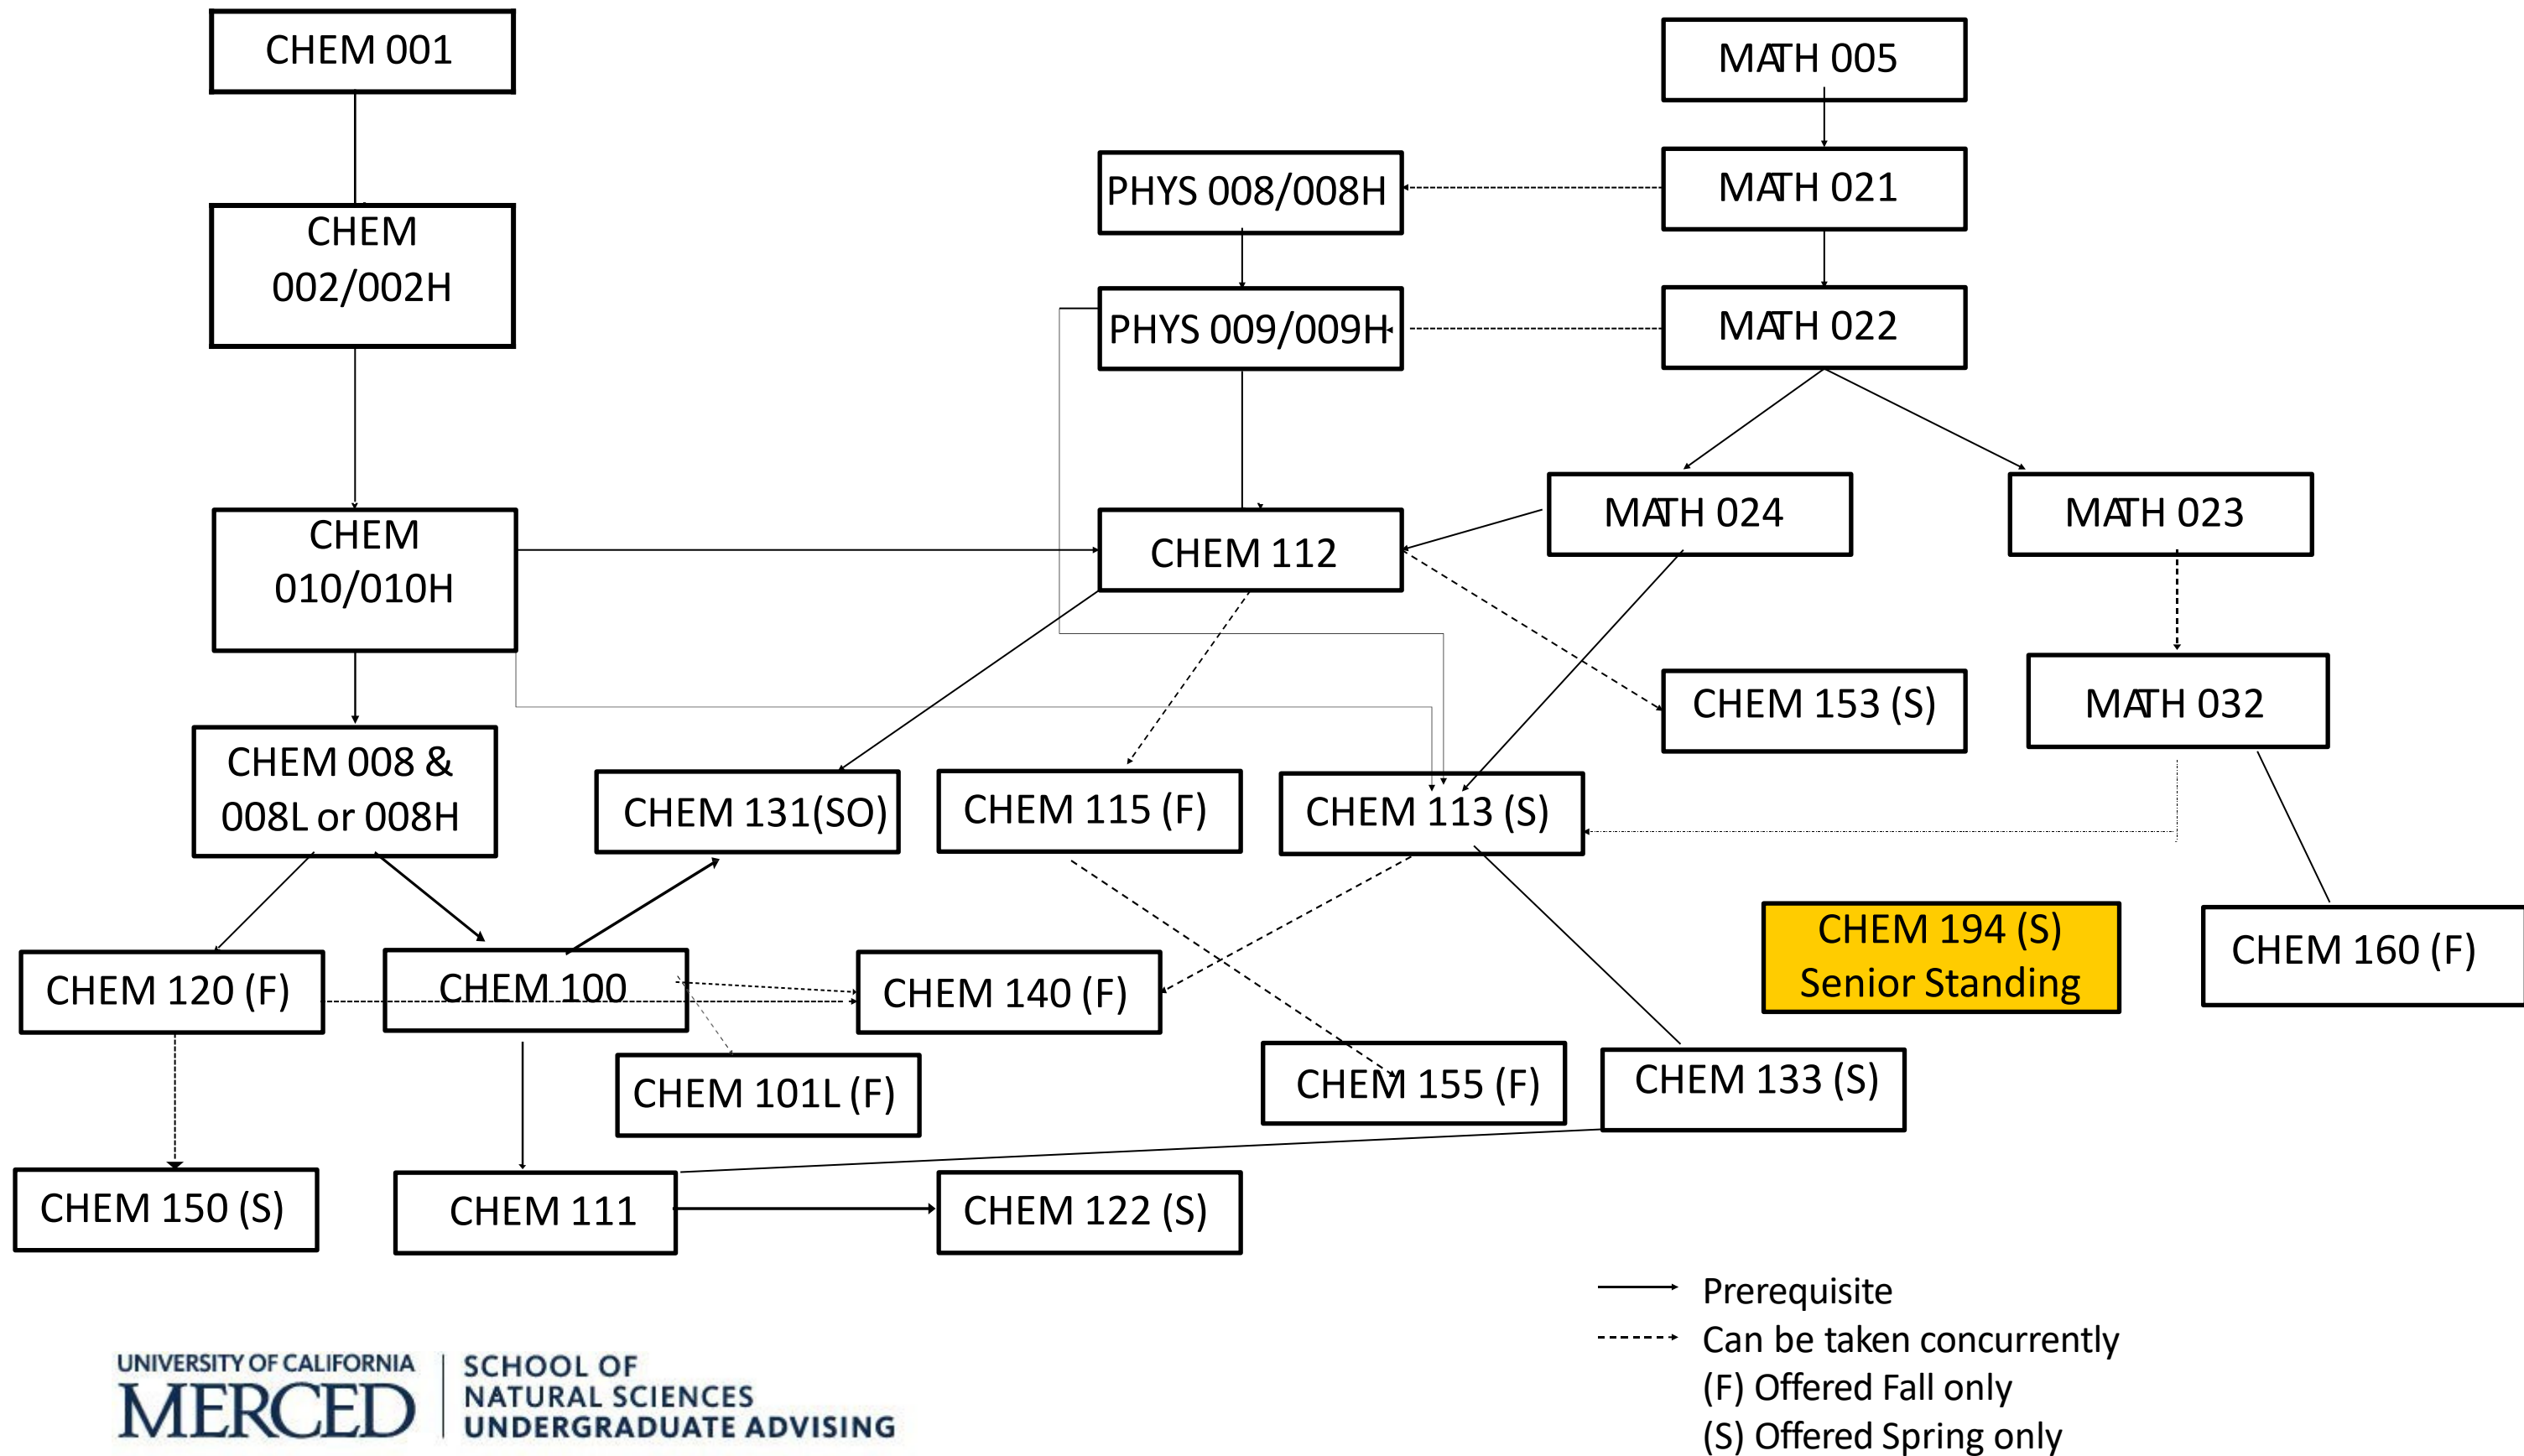 CHEM 001
MATH 005
PHYS 008/008H
MATH 021
CHEM
002/002H
PHYS 009/009H
MATH 022
CHEM
010/010H
CHEM 112
MATH 024
MATH 023
CHEM 153 (S)
MATH 032
CHEM 008 &
008L or 008H
CHEM 131(SO)
CHEM 115 (F)
CHEM 113 (S)
CHEM 194 (S)
Senior Standing
CHEM 160 (F)
CHEM 120 (F)
CHEM 100
CHEM 140 (F)
CHEM 101L (F)
CHEM 155 (F)
CHEM 133 (S)
CHEM 150 (S)
CHEM 111
CHEM 122 (S)
Prerequisite
Can be taken concurrently
(F) Offered Fall only
(S) Offered Spring only
UNIVERSITY OF CALIFORNIA
MERCED
SCHOOL OF
NATURAL SCIENCES
UNDERGRADUATE ADVISING